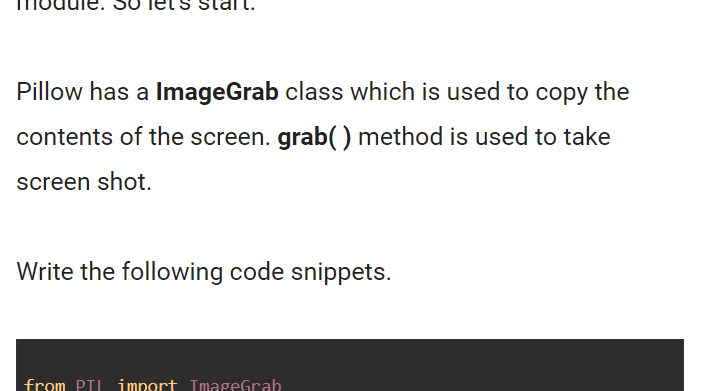 module. So let's start.
Pillow has a ImageGrab class which is used to copy the
contents of the screen. grab( ) method is used to take
screen shot.
Write the following code snippets.
from PIL import ImageGrab